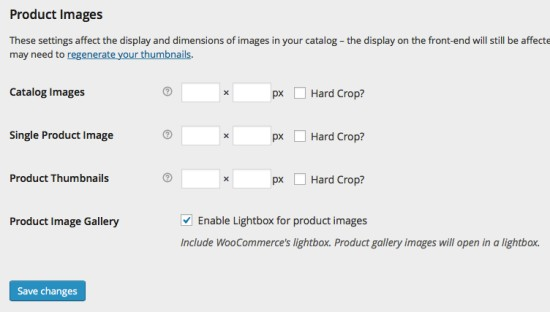 Product Images
These settings affect the display and dimensions of images in your catalog – the display on the front-end will still be affecte
may need to regenerate your thumbnails.
Catalog Images ? × px Hard Crop?
Single Product Image ? × px Hard Crop?
Product Thumbnails ? × px Hard Crop?
Product Image Gallery Enable Lightbox for product images
Include WooCommerce's lightbox. Product gallery images will open in a lightbox.
Save changes